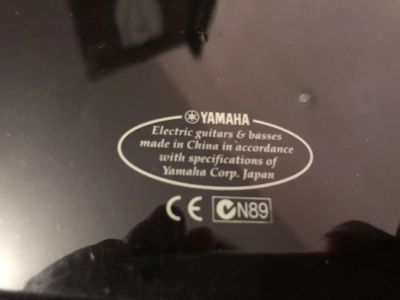 YAMAHA
Electric guitars & basses
made in China in accordance
with specifications of
Yamaha Corp. Japan
CE N89